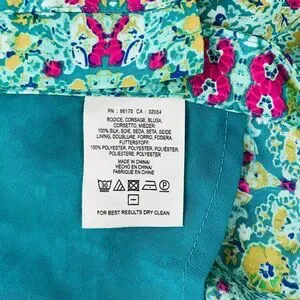 RN : 66170 CA : 32054
BODICE, CORSAGE, BLUSA,
CORSETTO, MIEDER:
100% SILK, SOIE, SEDA, SETA, SEIDE
LINING, DOUBLURE, FORRO, FODERA,
FUTTERSTOFF:
100% POLYESTER, POLYESTER, POLIÉSTER,
POLIESTERE, POLYESTER
MADE IN CHINA/
HECHO EN CHINA/
FABRIQUE EN CHINE
FOR BEST RESULTS DRY CLEAN